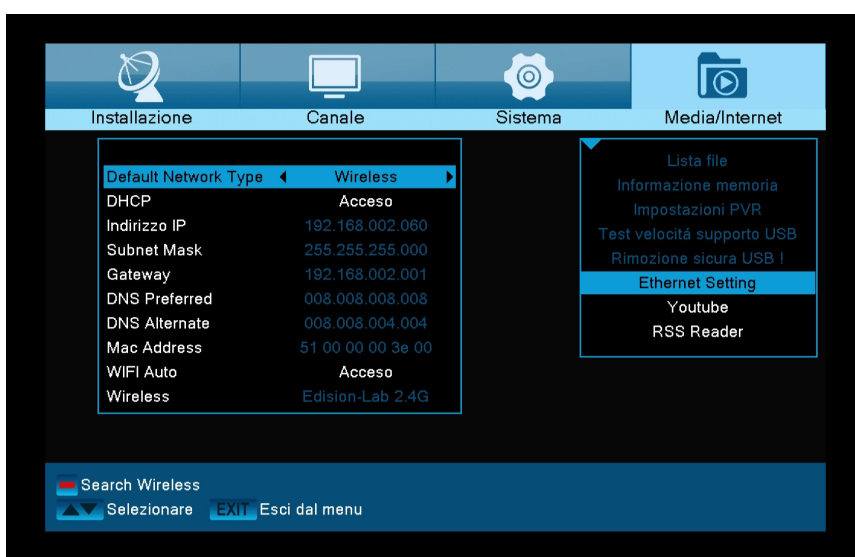 Installazione Canale Sistema Media/Internet
Default Network Type Wireless
DHCP Acceso
Indirizzo IP 192.168.002.060
Subnet Mask 255.255.255.000
Gateway 192.168.002.001
DNS Preferred 008.008.008.008
DNS Alternate 008.008.004.004
Mac Address 51 00 00 00 3e 00
WIFI Auto Acceso
Wireless Edision-Lab 2.4G
Lista file
Informazione memoria
Impostazioni PVR
Test velocitá supporto USB
Rimozione sicura USB !
Ethernet Setting
Youtube
RSS Reader
Search Wireless
Selezionare EXIT Esci dal menu